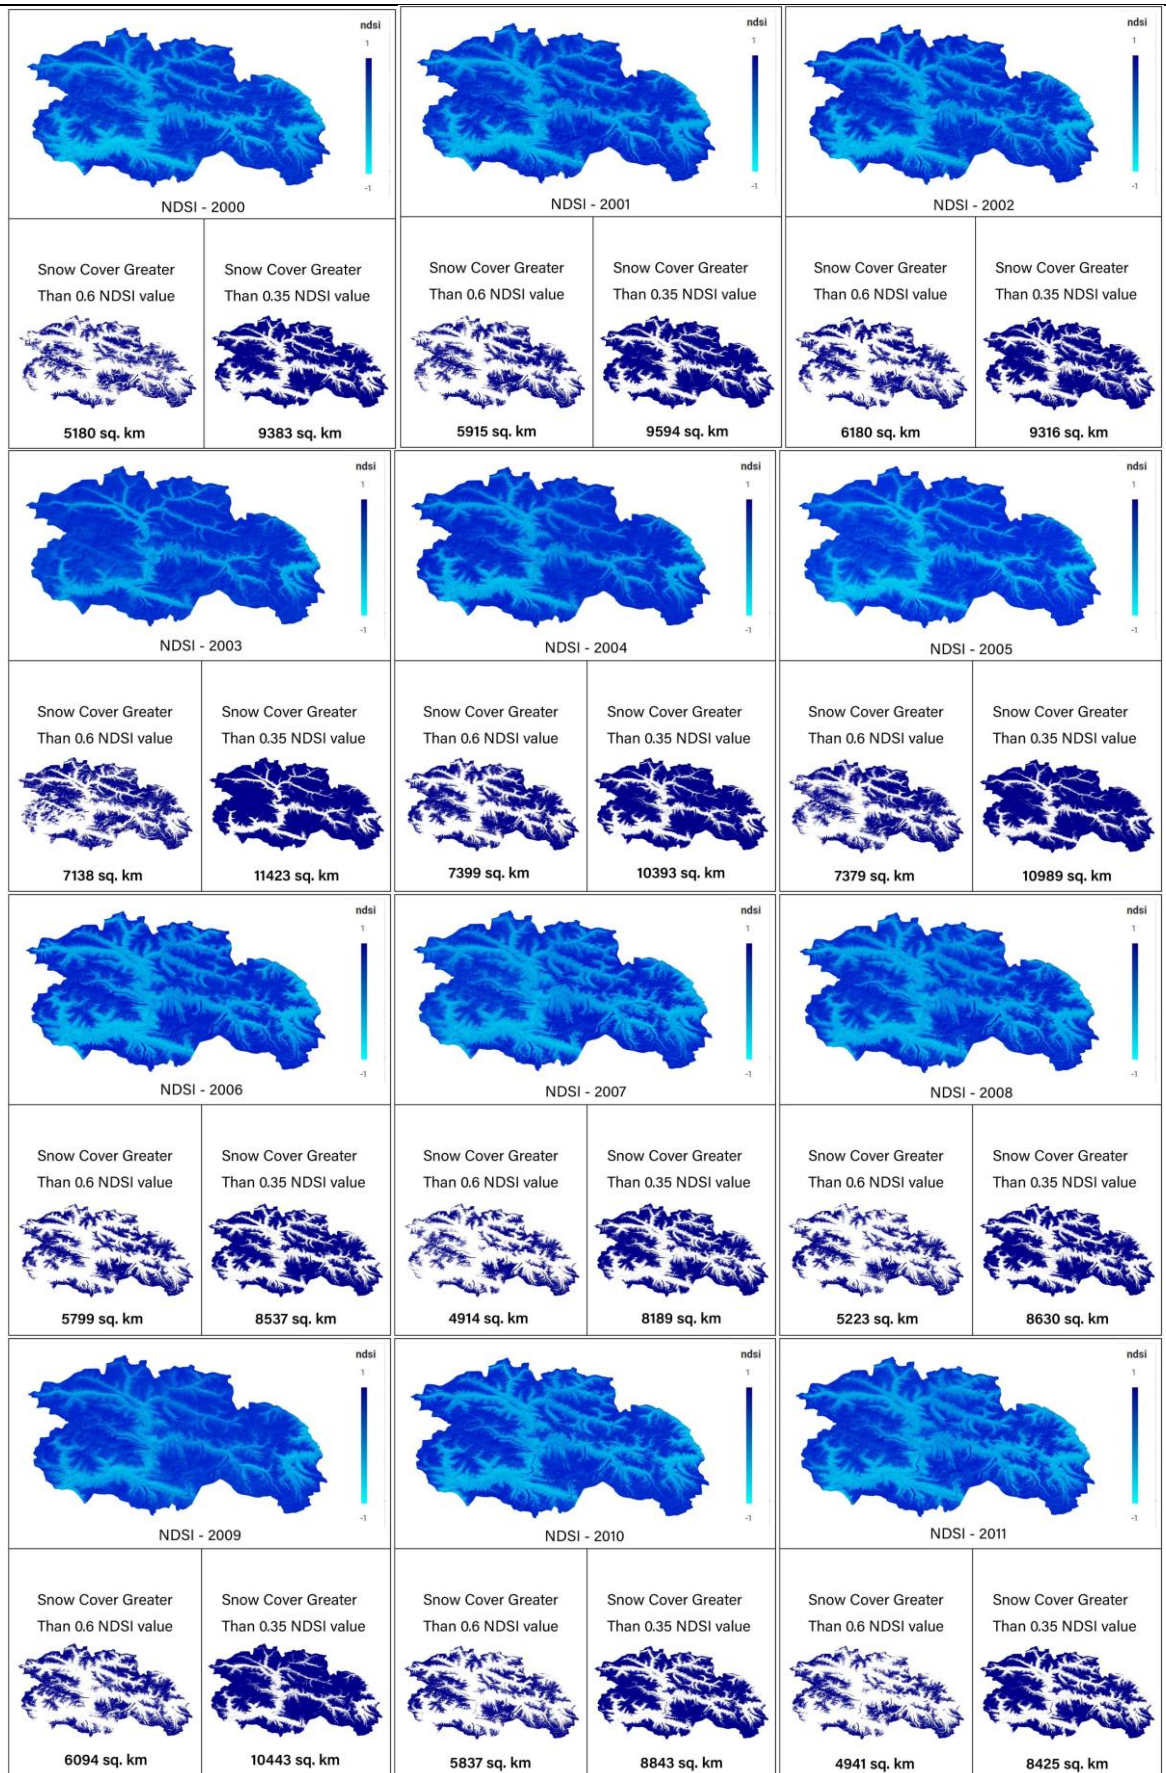 ndsi
1
-1
NDSI - 2000
ndsi
1
-1
NDSI - 2001
ndsi
1
-1
NDSI - 2002
Snow Cover Greater
Than 0.6 NDSI value
5180 sq. km
Snow Cover Greater
Than 0.35 NDSI value
9383 sq. km
Snow Cover Greater
Than 0.6 NDSI value
5915 sq. km
Snow Cover Greater
Than 0.35 NDSI value
9594 sq. km
Snow Cover Greater
Than 0.6 NDSI value
6180 sq. km
Snow Cover Greater
Than 0.35 NDSI value
9316 sq. km
ndsi
1
-1
NDSI - 2003
ndsi
1
-1
NDSI - 2004
ndsi
1
-1
NDSI - 2005
Snow Cover Greater
Than 0.6 NDSI value
7138 sq. km
Snow Cover Greater
Than 0.35 NDSI value
11423 sq. km
Snow Cover Greater
Than 0.6 NDSI value
7399 sq. km
Snow Cover Greater
Than 0.35 NDSI value
10393 sq. km
Snow Cover Greater
Than 0.6 NDSI value
7379 sq. km
Snow Cover Greater
Than 0.35 NDSI value
10989 sq. km
ndsi
1
-1
NDSI - 2006
ndsi
1
-1
NDSI - 2007
ndsi
1
-1
NDSI - 2008
Snow Cover Greater
Than 0.6 NDSI value
5799 sq. km
Snow Cover Greater
Than 0.35 NDSI value
8537 sq. km
Snow Cover Greater
Than 0.6 NDSI value
4914 sq. km
Snow Cover Greater
Than 0.35 NDSI value
8189 sq. km
Snow Cover Greater
Than 0.6 NDSI value
5223 sq. km
Snow Cover Greater
Than 0.35 NDSI value
8630 sq. km
ndsi
1
-1
NDSI - 2009
ndsi
1
-1
NDSI - 2010
ndsi
1
-1
NDSI - 2011
Snow Cover Greater
Than 0.6 NDSI value
6094 sq. km
Snow Cover Greater
Than 0.35 NDSI value
10443 sq. km
Snow Cover Greater
Than 0.6 NDSI value
5837 sq. km
Snow Cover Greater
Than 0.35 NDSI value
8843 sq. km
Snow Cover Greater
Than 0.6 NDSI value
4941 sq. km
Snow Cover Greater
Than 0.35 NDSI value
8425 sq. km